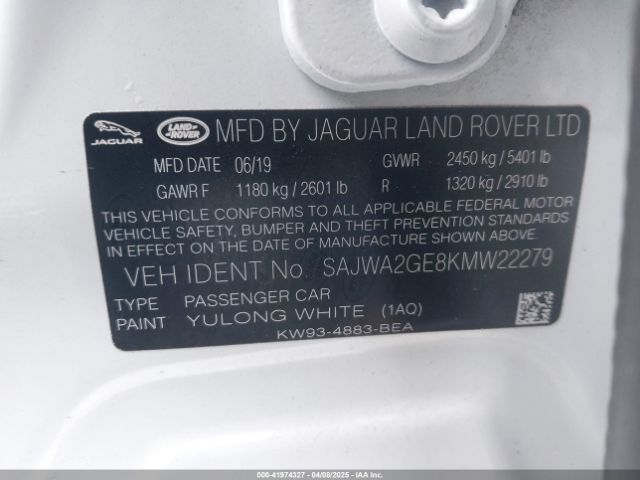 JAGUAR LAND ROVER MFD BY JAGUAR LAND ROVER LTD
MFD DATE 06/19 GVWR 2450 kg / 5401 lb
GAWR F 1180 kg / 2601 lb R 1320 kg / 2910 lb
THIS VEHICLE CONFORMS TO ALL APPLICABLE FEDERAL MOTOR
VEHICLE SAFETY, BUMPER AND THEFT PREVENTION STANDARDS
IN EFFECT ON THE DATE OF MANUFACTURE SHOWN ABOVE.
VEH IDENT No. SAJWA2GE8KMW22279
TYPE PASSENGER CAR
PAINT YULONG WHITE (1AQ)
KW93-4883-BEA
000-41974327 - 04/08/2025 - IAA Inc.